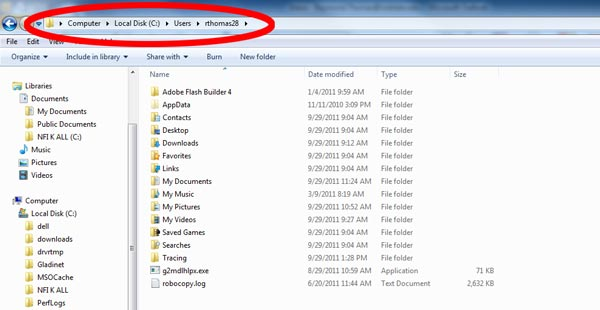 Computer ▸ Local Disk (C:) ▸ Users ▸ rthomas28 ▸
Organize Include in library Share with Burn New folder
Name Date modified Type Size
Libraries
Documents
My Documents
Public Documents
NFI K ALL (C:)
Music
Pictures
Videos
Computer
Local Disk (C:)
dell
downloads
drvrtmp
Gladinet
MSOCache
NFI K ALL
PerfLogs
Adobe Flash Builder 4 1/4/2011 9:59 AM File folder
AppData 11/11/2010 3:09 PM File folder
Contacts 9/29/2011 9:04 AM File folder
Desktop 9/29/2011 9:04 AM File folder
Downloads 9/29/2011 9:12 AM File folder
Favorites 9/29/2011 9:04 AM File folder
Links 9/29/2011 9:04 AM File folder
My Documents 9/29/2011 11:24 AM File folder
My Music 3/9/2011 8:19 AM File folder
My Pictures 9/29/2011 10:52 AM File folder
My Videos 9/29/2011 9:27 AM File folder
Saved Games 9/29/2011 9:04 AM File folder
Searches 9/29/2011 9:04 AM File folder
Tracing 9/29/2011 1:28 PM File folder
g2mdlhlpx.exe 8/29/2011 10:59 AM Application 71 KB
robocopy.log 6/20/2011 11:44 AM Text Document 2,632 KB